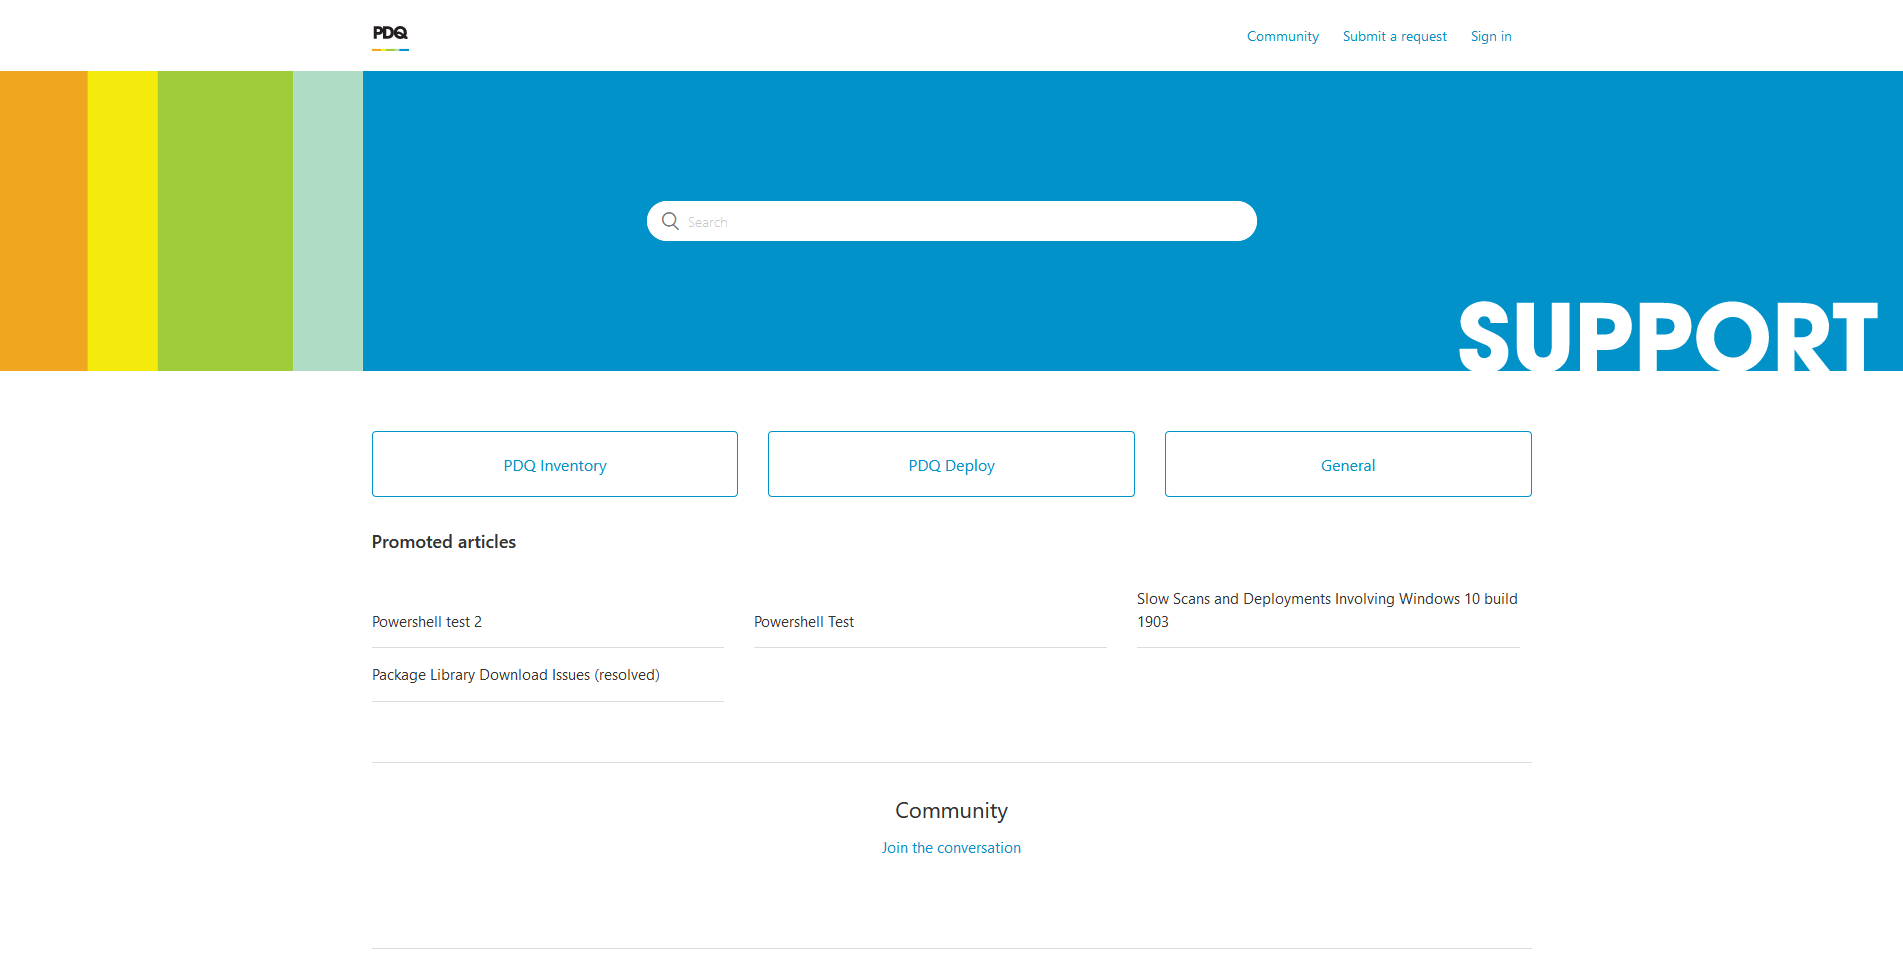 PDQ
Community Submit a request Sign in
Search
SUPPORT
PDQ Inventory PDQ Deploy General
Promoted articles
Powershell test 2
Powershell Test
Slow Scans and Deployments Involving Windows 10 build
1903
Package Library Download Issues (resolved)
Community
Join the conversation